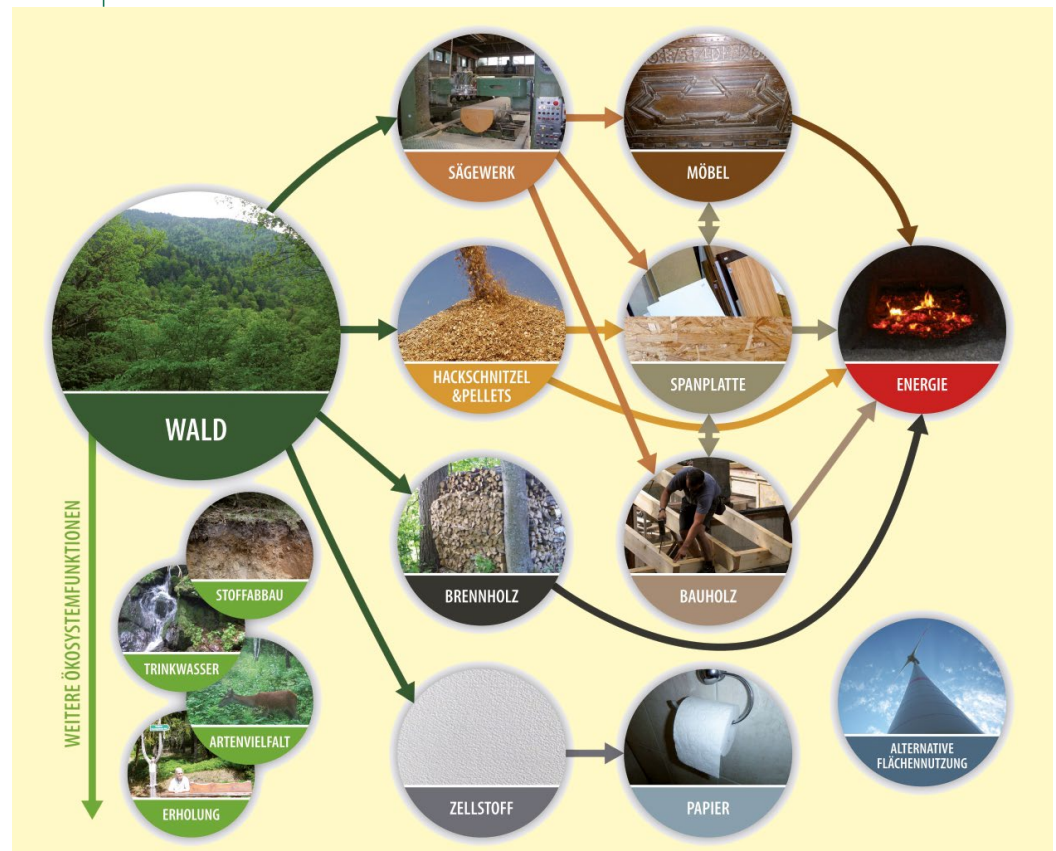 SÄGEWERK
MÖBEL
HACKSCHNITZEL
&PELLETS
SPANPLATTE
ENERGIE
WALD
WEITERE ÖKOSYSTEMFUNKTIONEN
STOFFABBAU
TRINKWASSER
ARTENVIELFALT
ERHOLUNG
BRENNHOLZ
BAUHOLZ
ZELLSTOFF
PAPIER
ALTERNATIVE
FLÄCHENNUTZUNG